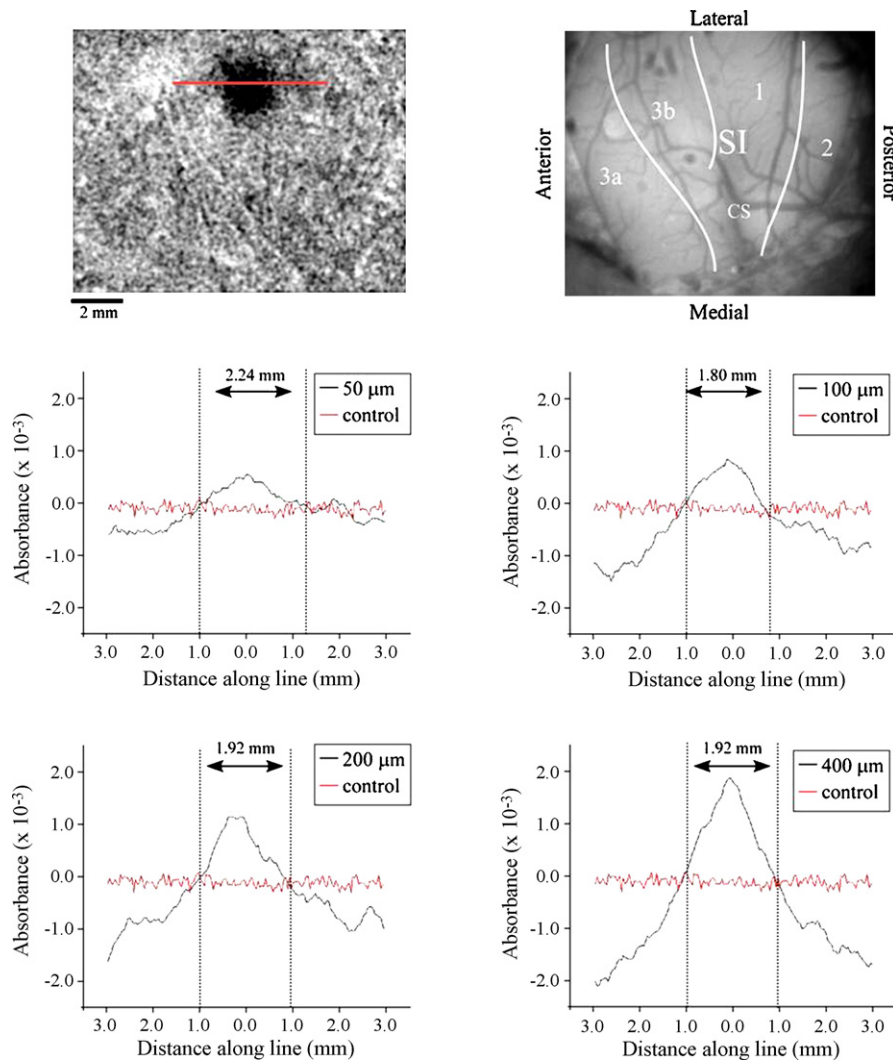 2 mm
Lateral
Anterior
3a
3b
SI
1
2
CS
Posterior
Medial
2.24 mm
50 μm
control
Absorbance (x 10-3)
2.0
1.0
0.0
-1.0
-2.0
3.0 2.0 1.0 0.0 1.0 2.0 3.0
Distance along line (mm)
1.80 mm
100 μm
control
Absorbance (x 10-3)
2.0
1.0
0.0
-1.0
-2.0
3.0 2.0 1.0 0.0 1.0 2.0 3.0
Distance along line (mm)
1.92 mm
200 μm
control
Absorbance (x 10-3)
2.0
1.0
0.0
-1.0
-2.0
3.0 2.0 1.0 0.0 1.0 2.0 3.0
Distance along line (mm)
1.92 mm
400 μm
control
Absorbance (x 10-3)
2.0
1.0
0.0
-1.0
-2.0
3.0 2.0 1.0 0.0 1.0 2.0 3.0
Distance along line (mm)